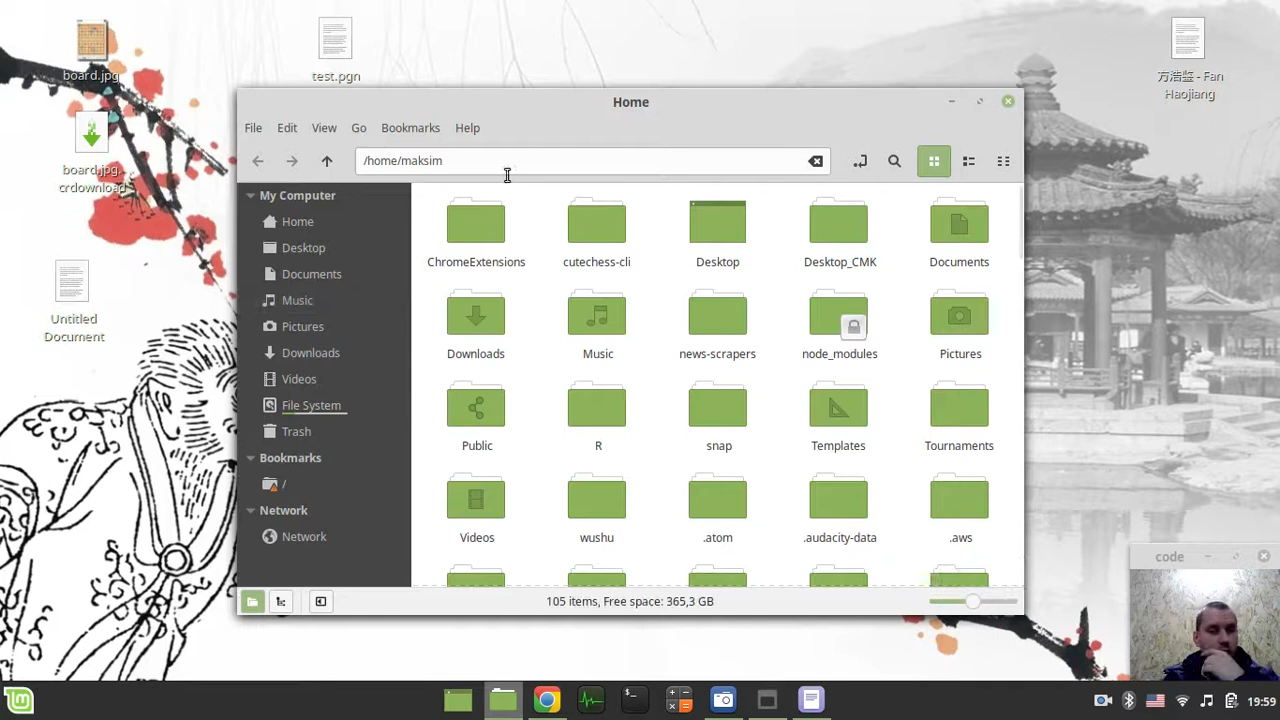 board.jpg
test.pgn
方浩鉴 - Fan
Haojiang
board.jpg.
crdownload
Untitled
Document
Home
File Edit View Go Bookmarks Help
/home/maksim
My Computer
Home
Desktop
Documents
Music
Pictures
Downloads
Videos
File System
Trash
Bookmarks
/
Network
Network
ChromeExtensions cutechess-cli Desktop Desktop_CMK Documents
Downloads Music news-scrapers node_modules Pictures
Public R snap Templates Tournaments
Videos wushu .atom .audacity-data .aws
105 items, Free space: 365,3 GB
code
19:59